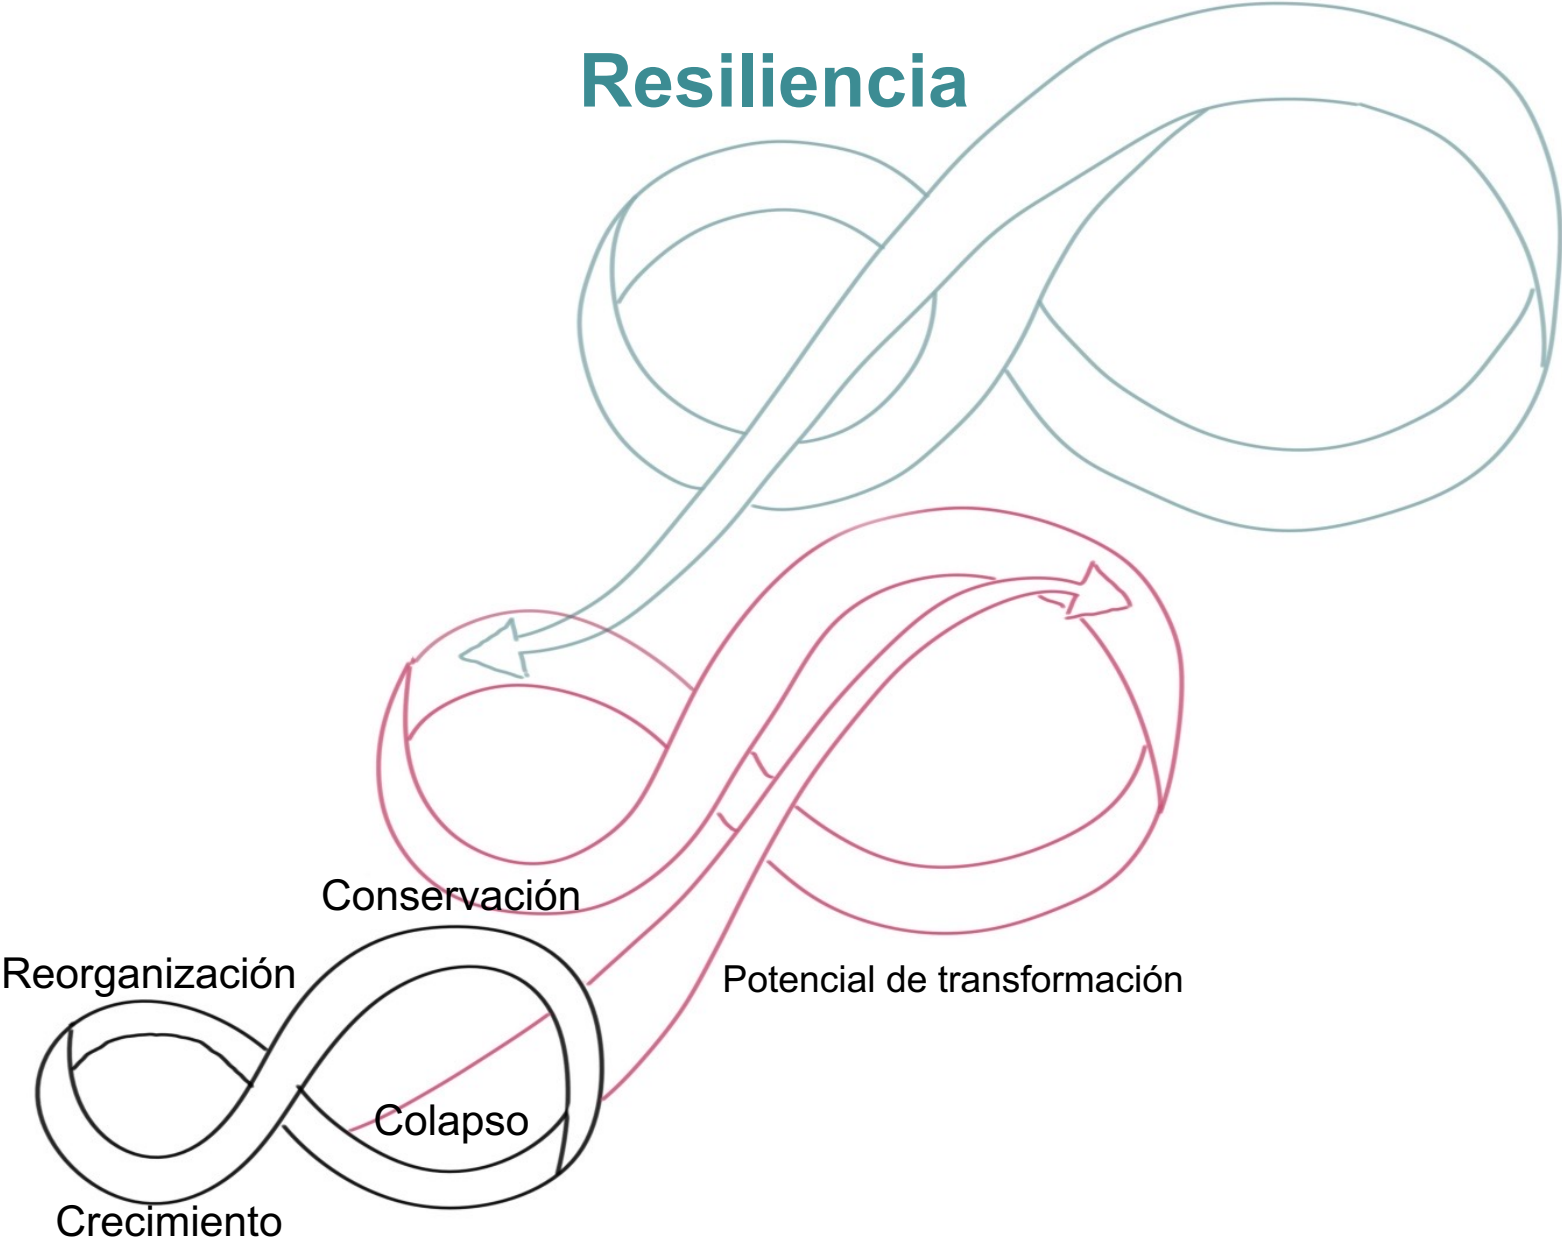 Resiliencia
Conservación
Reorganización
Potencial de transformación
Colapso
Crecimiento